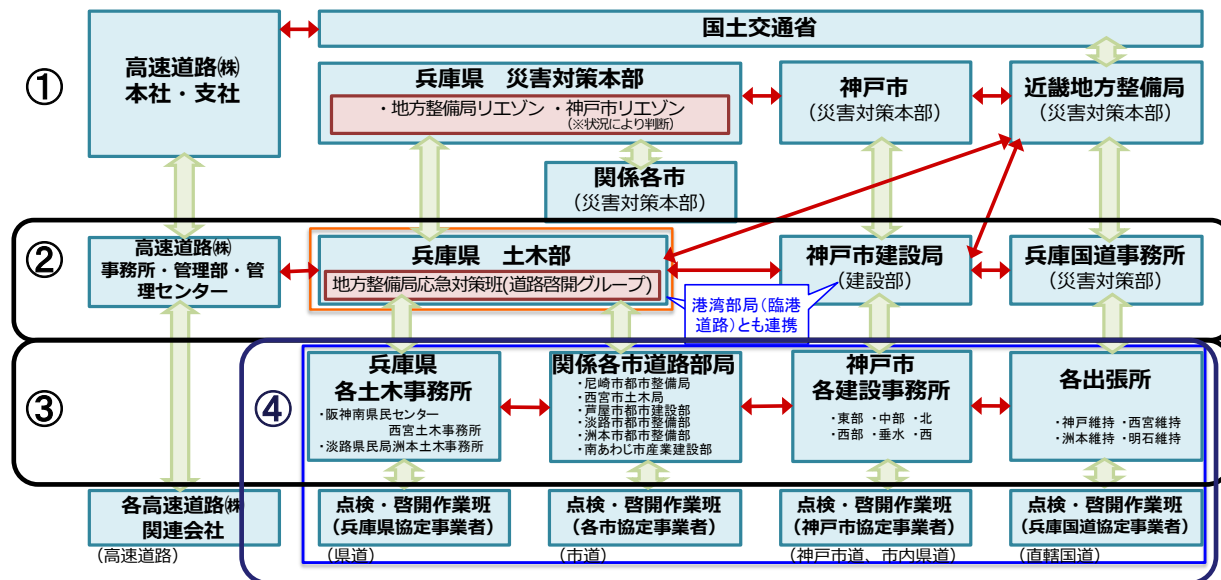 国土交通省
高速道路㈱
本社・支社
①
兵庫県　災害対策本部
・地方整備局リエゾン ・神戸市リエゾン
（※状況により判断）
神戸市
（災害対策本部）
近畿地方整備局
（災害対策本部）
関係各市
（災害対策本部）
②
高速道路㈱
事務所・管理部・管
理センター
兵庫県　土木部
地方整備局応急対策班(道路啓開グループ)
神戸市建設局
（建設部）
兵庫国道事務所
（災害対策部）
港湾部局（臨港
道路）とも連携
③
④
兵庫県
各土木事務所
・阪神南県民センター
西宮土木事務所
・淡路県民局洲本土木事務所
関係各市道路部局
・尼崎市都市整備局
・西宮市土木局
・芦屋市都市建設部
・淡路市都市整備部
・洲本市都市整備部
・南あわじ市産業建設部
神戸市
各建設事務所
・東部 ・中部 ・北
・西部 ・垂水 ・西
各出張所
・神戸維持 ・西宮維持
・洲本維持 ・明石維持
各高速道路㈱
関連会社
（高速道路）
点検・啓開作業班
（兵庫県協定事業者）
（県道）
点検・啓開作業班
（各市協定事業者）
（市道）
点検・啓開作業班
（神戸市協定事業者）
（神戸市道、市内県道）
点検・啓開作業班
（兵庫国道協定事業者）
（直轄国道）